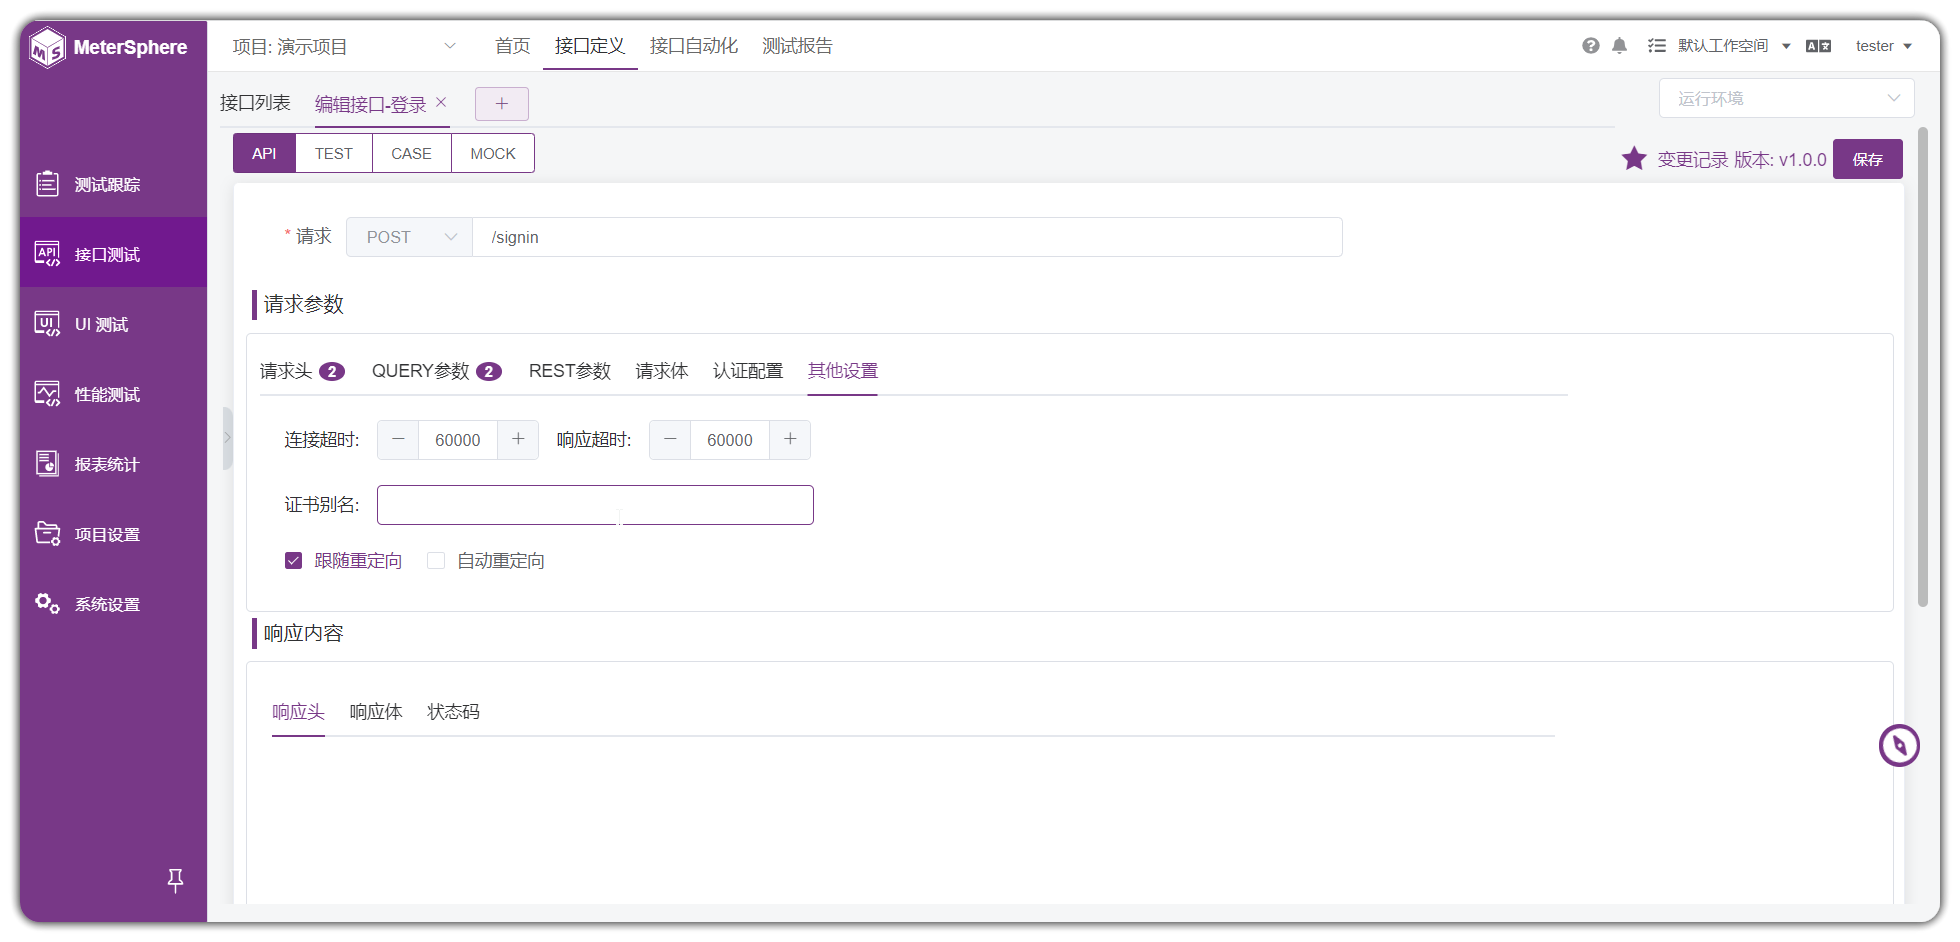 MeterSphere
项目: 演示项目
首页
接口定义
接口自动化
测试报告
默认工作空间
tester
接口列表
编辑接口-登录
运行环境
API
TEST
CASE
MOCK
变更记录 版本: v1.0.0
保存
测试跟踪
接口测试
UI 测试
性能测试
报表统计
项目设置
系统设置
* 请求
POST
/signin
请求参数
请求头 2
QUERY参数 2
REST参数
请求体
认证配置
其他设置
连接超时:
60000
响应超时:
60000
证书别名:
跟随重定向
自动重定向
响应内容
响应头
响应体
状态码